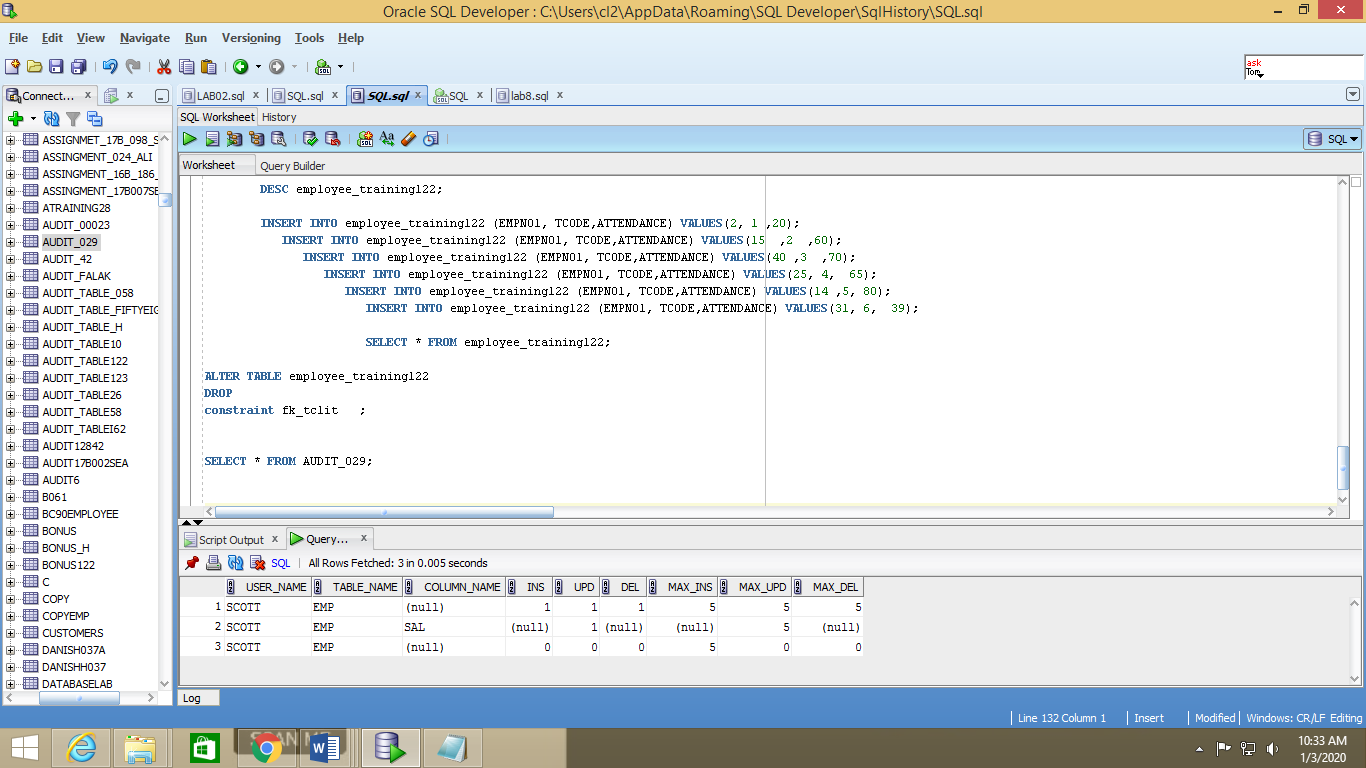 Oracle SQL Developer : C:\Users\cl2\AppData\Roaming\SQL Developer\SqlHistory\SQL.sql
File Edit View Navigate Run Versioning Tools Help
ask
Tom
Connect... x x
LAB02.sql x SQL.sql x SQL.sql x SQL x lab8.sql x
SQL Worksheet History
SQL
Worksheet Query Builder
ASSIGNMET_17B_098_S
ASSINGMENT_024_ALI
ASSINGMENT_16B_186_
ASSINGMENT_17B007SE
ATRAINING28
AUDIT_00023
AUDIT_029
AUDIT_42
AUDIT_FALAK
AUDIT_TABLE_058
AUDIT_TABLE_FIFTYEIG
AUDIT_TABLE_H
AUDIT_TABLE10
AUDIT_TABLE122
AUDIT_TABLE123
AUDIT_TABLE26
AUDIT_TABLE58
AUDIT_TABLEI62
AUDIT12842
AUDIT17B002SEA
AUDIT6
B061
BC90EMPLOYEE
BONUS
BONUS_H
BONUS122
C
COPY
COPYEMP
CUSTOMERS
DANISH037A
DANISHH037
DATABASELAB
DESC employee_training122;
INSERT INTO employee_training122 (EMPNO1, TCODE,ATTENDANCE) VALUES(2, 1 ,20);
INSERT INTO employee_training122 (EMPNO1, TCODE,ATTENDANCE) VALUES(15  ,2  ,60);
INSERT INTO employee_training122 (EMPNO1, TCODE,ATTENDANCE) VALUES(40 ,3  ,70);
INSERT INTO employee_training122 (EMPNO1, TCODE,ATTENDANCE) VALUES(25, 4,  65);
INSERT INTO employee_training122 (EMPNO1, TCODE,ATTENDANCE) VALUES(14 ,5, 80);
INSERT INTO employee_training122 (EMPNO1, TCODE,ATTENDANCE) VALUES(31, 6,  39);
SELECT * FROM employee_training122;
ALTER TABLE employee_training122
DROP
constraint fk_tclit   ;
SELECT * FROM AUDIT_029;
Script Output x Query... x
SQL All Rows Fetched: 3 in 0.005 seconds
USER_NAME TABLE_NAME COLUMN_NAME INS UPD DEL MAX_INS MAX_UPD MAX_DEL
1 SCOTT EMP (null) 1 1 1 5 5 5
2 SCOTT EMP SAL (null) 1 (null) (null) 5 (null)
3 SCOTT EMP (null) 0 0 0 5 0 0
Log
Line 132 Column 1 Insert Modified Windows: CR/LF Editing
10:33 AM
1/3/2020